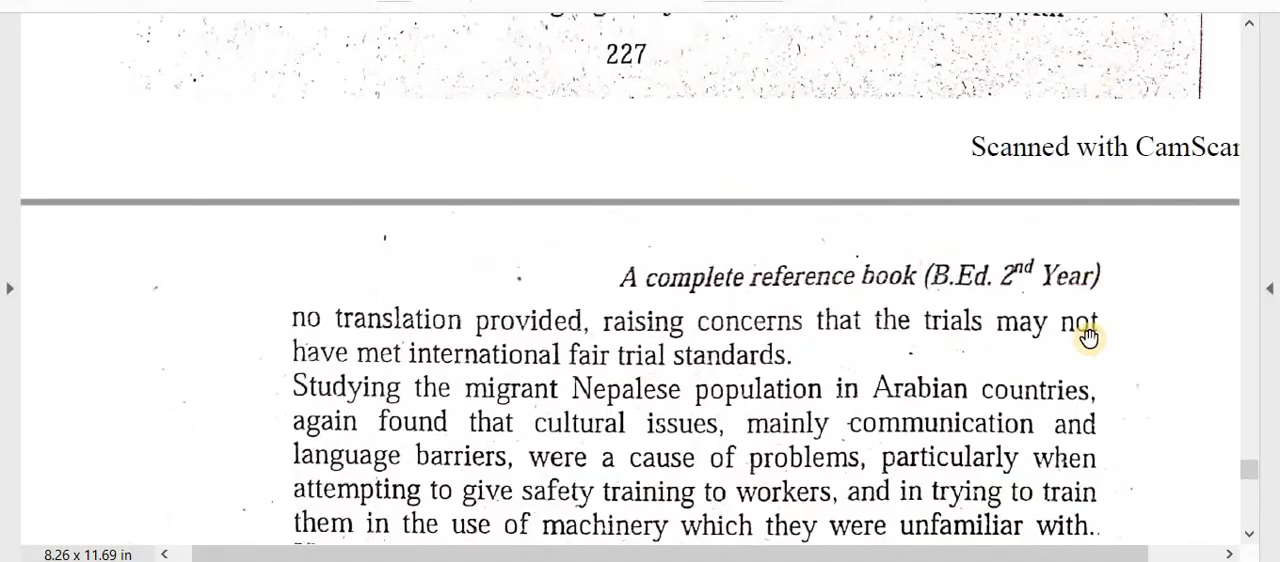 227
Scanned with CamScan
A complete reference book (B.Ed. 2nd Year)
no translation provided, raising concerns that the trials may not
have met international fair trial standards.
Studying the migrant Nepalese population in Arabian countries,
again found that cultural issues, mainly communication and
language barriers, were a cause of problems, particularly when
attempting to give safety training to workers, and in trying to train
them in the use of machinery which they were unfamiliar with.
8.26 x 11.69 in